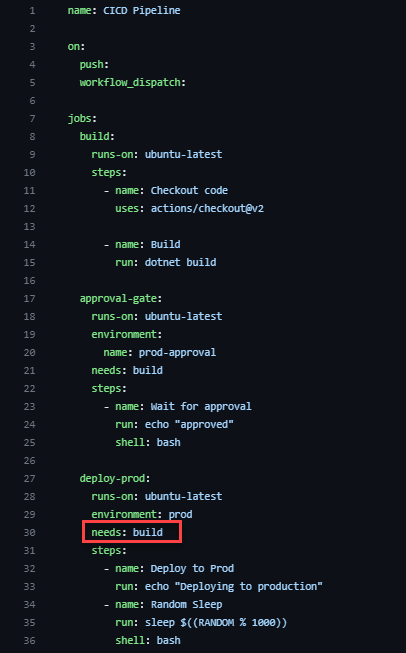 1 name: CICD Pipeline
2
3 on:
4   push:
5   workflow_dispatch:
6
7 jobs:
8   build:
9     runs-on: ubuntu-latest
10     steps:
11       - name: Checkout code
12         uses: actions/checkout@v2
13
14       - name: Build
15         run: dotnet build
16
17   approval-gate:
18     runs-on: ubuntu-latest
19     environment:
20       name: prod-approval
21     needs: build
22     steps:
23       - name: Wait for approval
24         run: echo "approved"
25         shell: bash
26
27   deploy-prod:
28     runs-on: ubuntu-latest
29     environment: prod
30     needs: build
31     steps:
32       - name: Deploy to Prod
33         run: echo "Deploying to production"
34       - name: Random Sleep
35         run: sleep $((RANDOM % 1000))
36         shell: bash